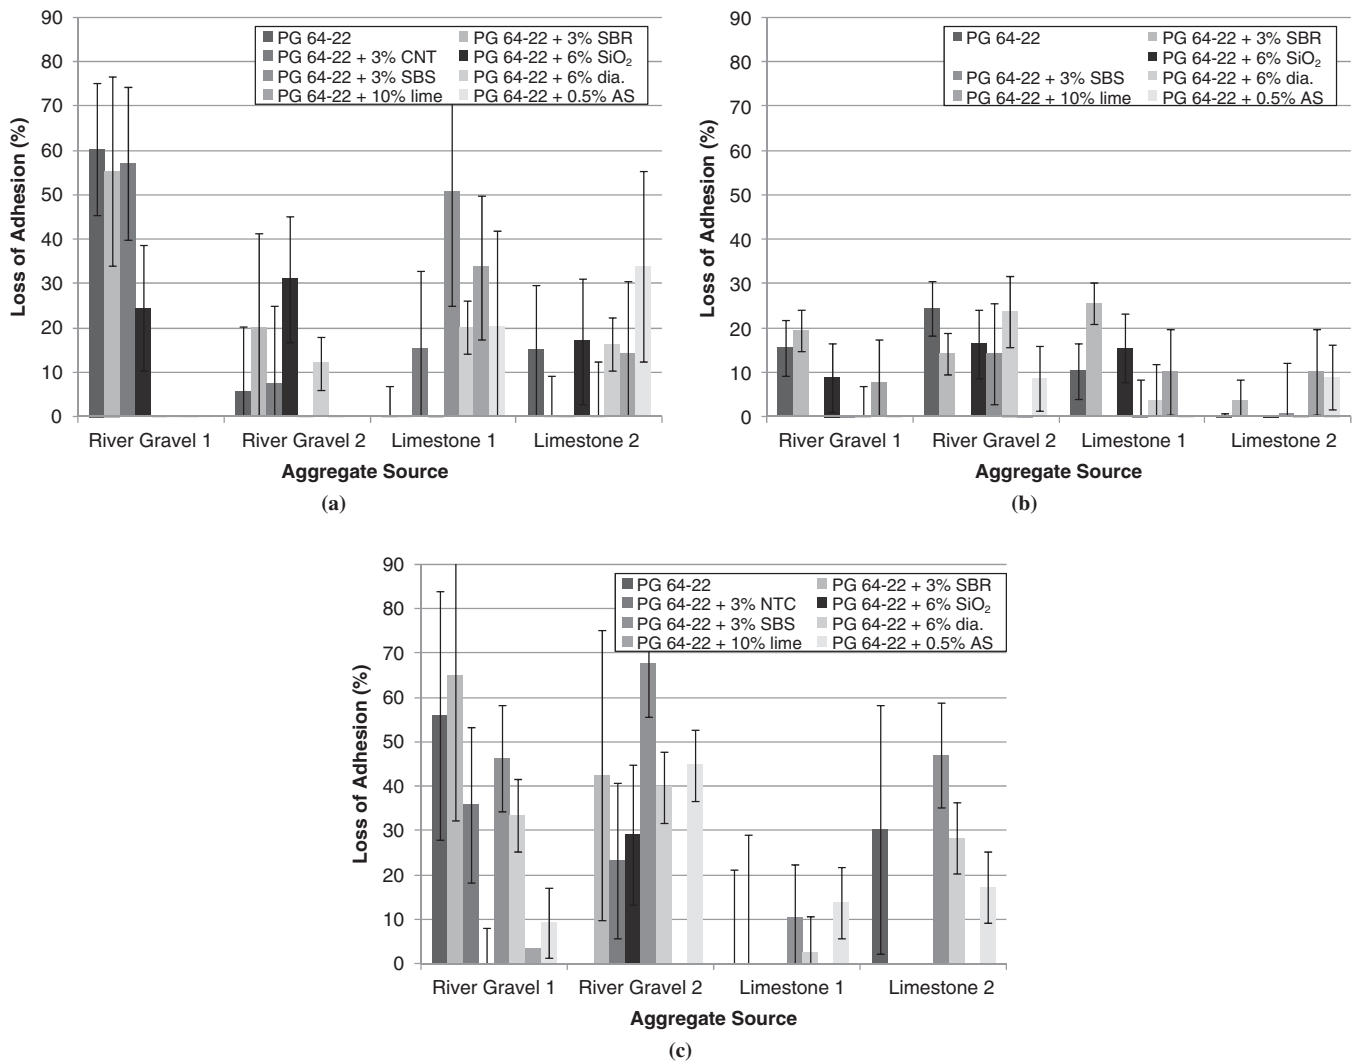 90
80
70
60
50
40
30
20
10
0
Loss of Adhesion (%)
PG 64-22
PG 64-22 + 3% SBR
PG 64-22 + 3% CNT
PG 64-22 + 6% SiO₂
PG 64-22 + 3% SBS
PG 64-22 + 6% dia.
PG 64-22 + 10% lime
PG 64-22 + 0.5% AS
River Gravel 1
River Gravel 2
Limestone 1
Limestone 2
Aggregate Source
(a)
90
80
70
60
50
40
30
20
10
0
Loss of Adhesion (%)
PG 64-22
PG 64-22 + 3% SBR
PG 64-22 + 6% SiO₂
PG 64-22 + 3% SBS
PG 64-22 + 6% dia.
PG 64-22 + 10% lime
PG 64-22 + 0.5% AS
River Gravel 1
River Gravel 2
Limestone 1
Limestone 2
Aggregate Source
(b)
90
80
70
60
50
40
30
20
10
0
Loss of Adhesion (%)
PG 64-22
PG 64-22 + 3% SBR
PG 64-22 + 3% NTC
PG 64-22 + 6% SiO₂
PG 64-22 + 3% SBS
PG 64-22 + 6% dia.
PG 64-22 + 10% lime
PG 64-22 + 0.5% AS
River Gravel 1
River Gravel 2
Limestone 1
Limestone 2
Aggregate Source
(c)